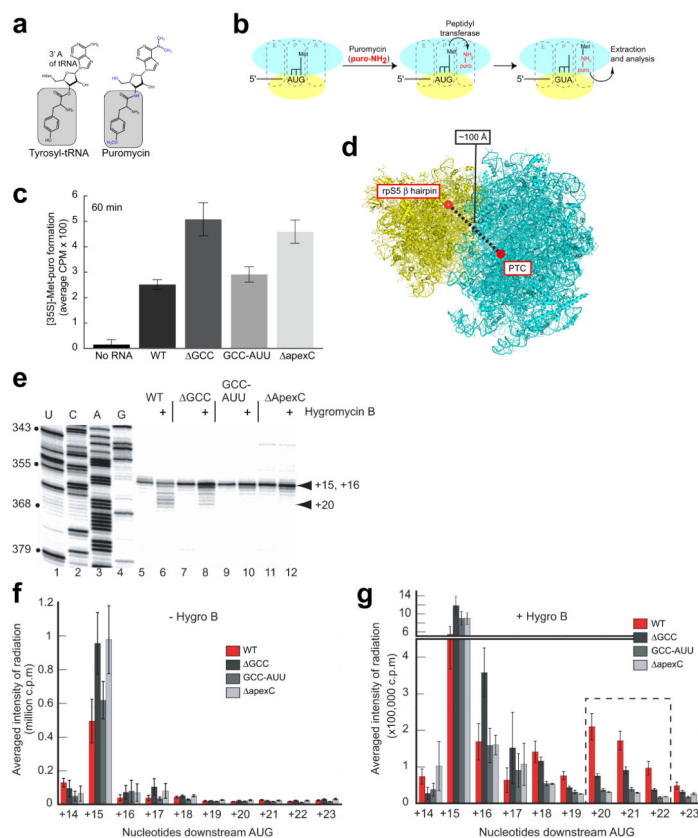 a
3' A
of tRNA
Tyrosyl-tRNA
Puromycin
b
E P A
Met
AUG
5'
Puromycin
(puro-NH2)
Peptidyl
transferase
E P A
Met
NH
puro
AUG
5'
E P A
Met
NH
puro
GUA
5'
Extraction
and analysis
c
60 min
[35S]-Met-puro formation
(average CPM x 100)
6
5
4
3
2
1
0
No RNA WT ΔGCC GCC-AUU ΔapexC
d
~100 Å
rpS5 β hairpin
PTC
e
U C A G
WT ΔGCC GCC-
AUU ΔApexC
+ + + + Hygromycin B
343
355
368
379
+15, +16
+20
1 2 3 4 5 6 7 8 9 10 11 12
f
- Hygro B
Averaged intensity of radiation
(million c.p.m)
1.2
1
0.8
0.6
0.4
0.2
0
WT
ΔGCC
GCC-AUU
ΔapexC
+14 +15 +16 +17 +18 +19 +20 +21 +22 +23
Nucleotides downstream AUG
g
+ Hygro B
Averaged intensity of radiation
(x100,000 c.p.m)
14
10
6
4
3
2
1
0
WT
ΔGCC
GCC-AUU
ΔapexC
+14 +15 +16 +17 +18 +19 +20 +21 +22 +23
Nucleotides downstream AUG